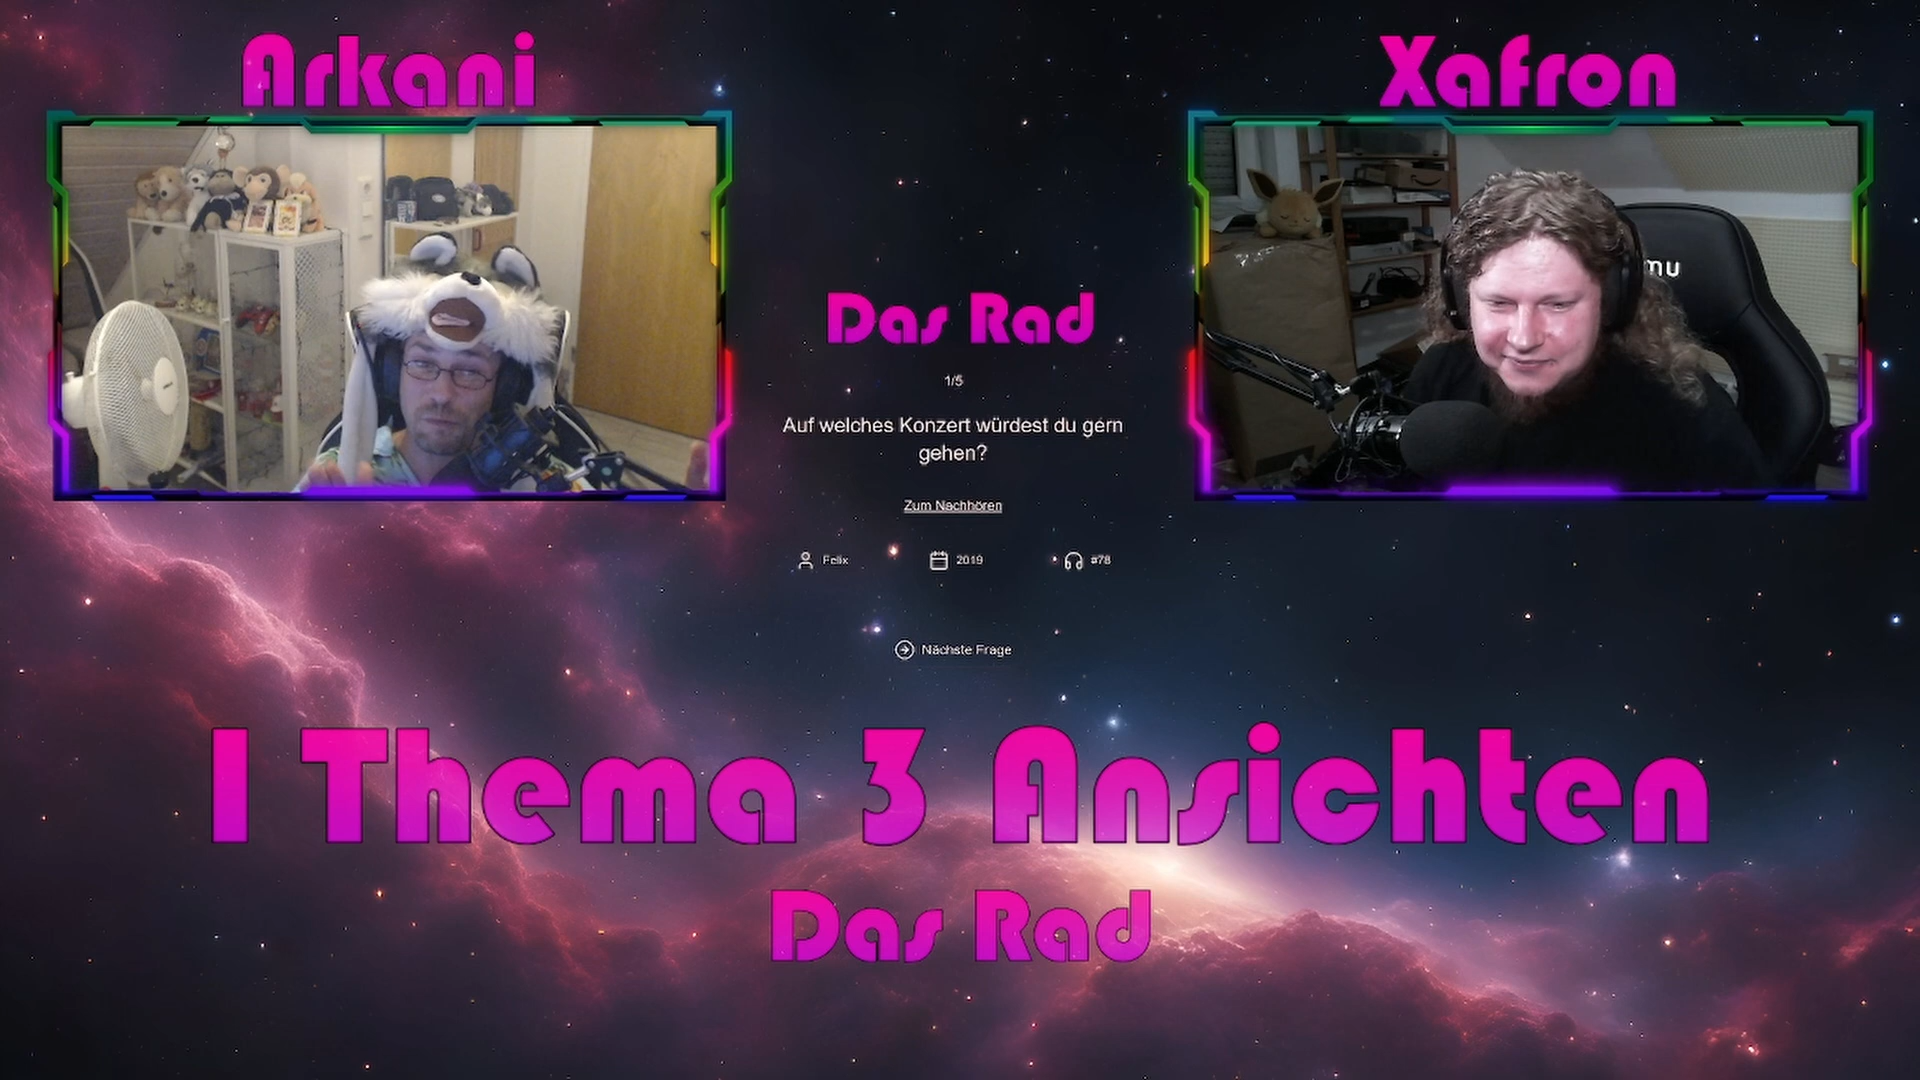 Arkani
Xafron
mu
Das Rad
1/5
Auf welches Konzert würdest du gern
gehen?
Zum Nachhören
Felix
2019
#78
Nächste Frage
1 Thema 3 Ansichten
Das Rad